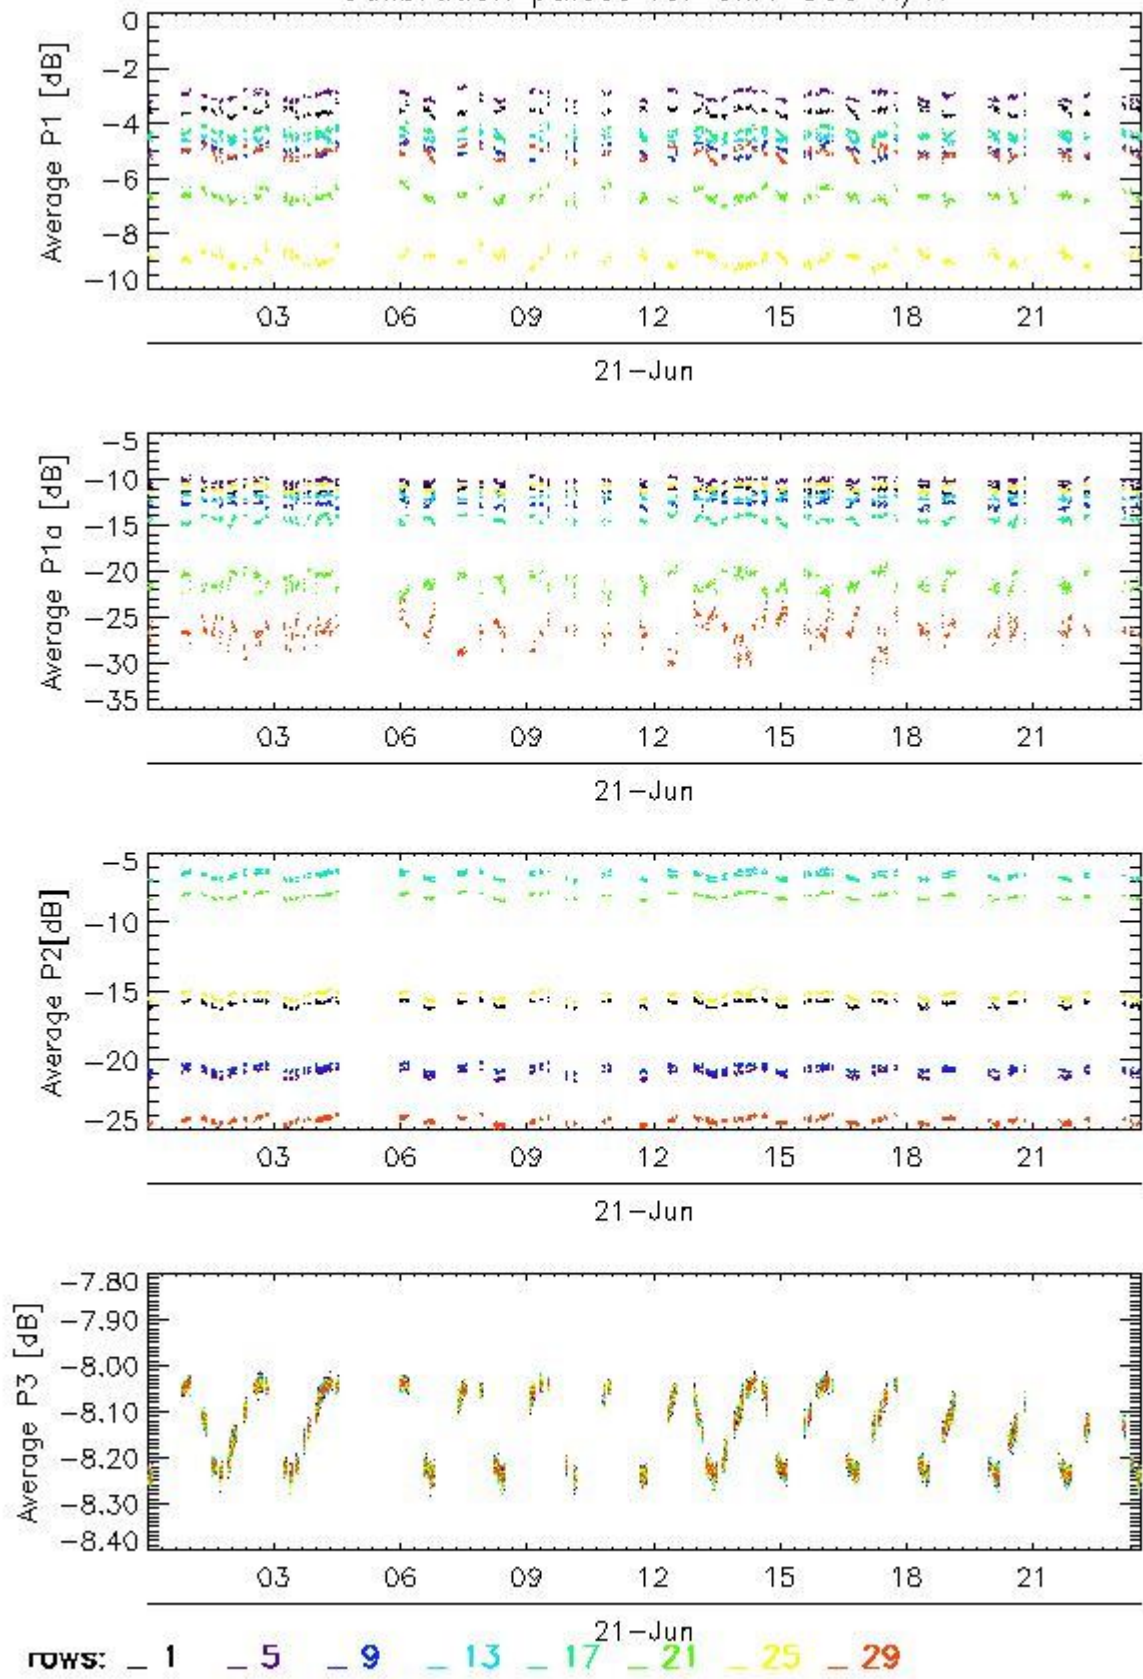 0
−2
−4
−6
−8
−10
Average P1 [dB]
03 06 09 12 15 18 21
21−Jun
−5
−10
−15
−20
−25
−30
−35
Average P1a [dB]
03 06 09 12 15 18 21
21−Jun
−5
−10
−15
−20
−25
Average P2[dB]
03 06 09 12 15 18 21
21−Jun
−7.80
−7.90
−8.00
−8.10
−8.20
−8.30
−8.40
Average P3 [dB]
03 06 09 12 15 18 21
21−Jun
rows: _ 1 _ 5 _ 9 _ 13 _ 17 _ 21 _ 25 _ 29